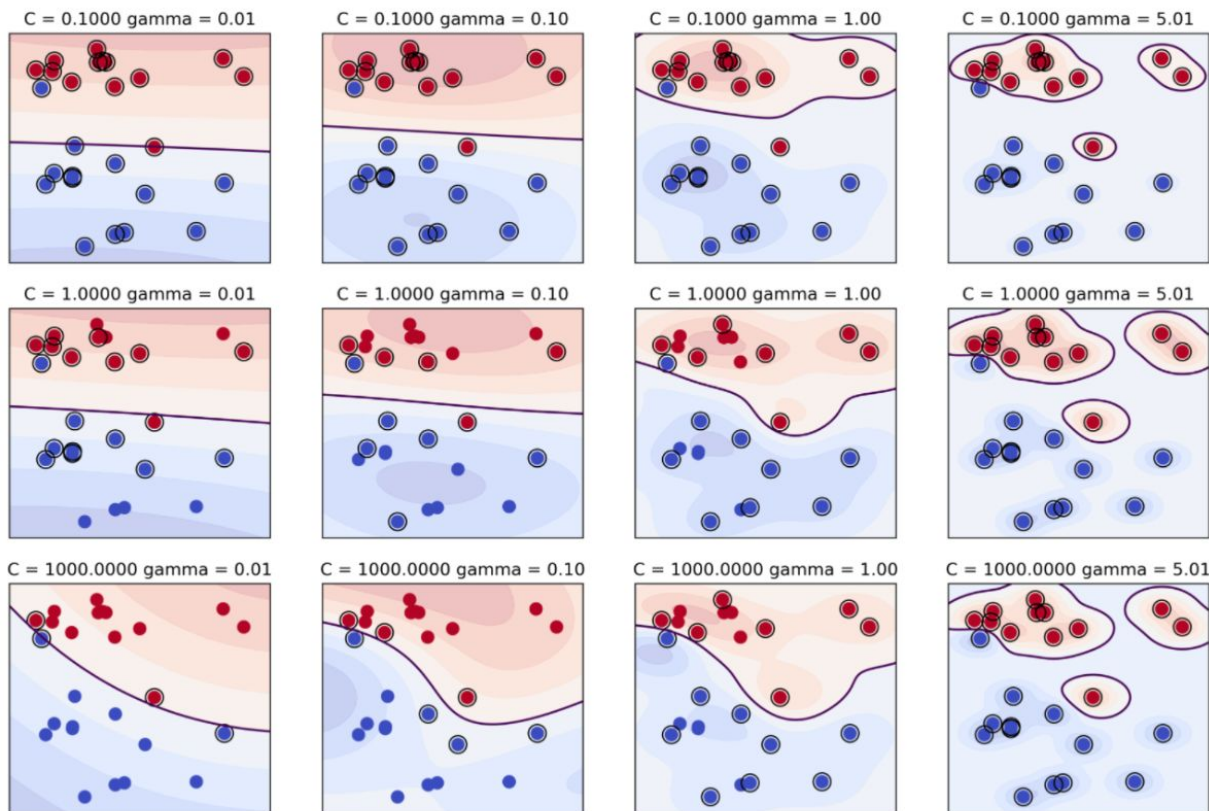 C = 0.1000 gamma = 0.01
C = 0.1000 gamma = 0.10
C = 0.1000 gamma = 1.00
C = 0.1000 gamma = 5.01
C = 1.0000 gamma = 0.01
C = 1.0000 gamma = 0.10
C = 1.0000 gamma = 1.00
C = 1.0000 gamma = 5.01
C = 1000.0000 gamma = 0.01
C = 1000.0000 gamma = 0.10
C = 1000.0000 gamma = 1.00
C = 1000.0000 gamma = 5.01